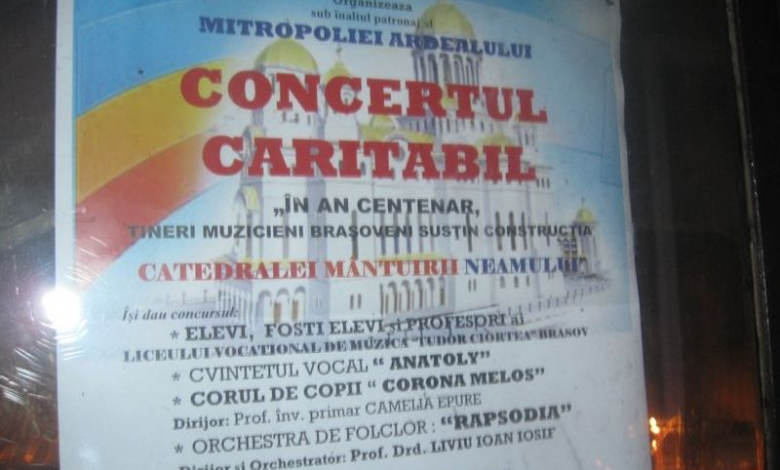 Organizeaza
sub înaltul patronaj al
MITROPOLIEI ARDEALULUI
CONCERTUL
CARITABIL
„ÎN AN CENTENAR,
TINERI MUZICIENI BRAȘOVENI SUSȚIN CONSTRUCȚIA
CATEDRALEI MÂNTUIRII NEAMULUI”
Își dau concursul:
* ELEVI, FOSTI ELEVI și PROFESORI ai
LICEULUI VOCATIONAL DE MUZICA “TUDOR CIORTEA” BRASOV
* CVINTETUL VOCAL “ ANATOLY”
* CORUL DE COPII “ CORONA MELOS”
Dirijor: Prof. înv. primar CAMELIA EPURE
* ORCHESTRA DE FOLCLOR : “RAPSODIA”
Dirijor și Orchestrator: Prof. Drd. LIVIU IOAN IOSIF